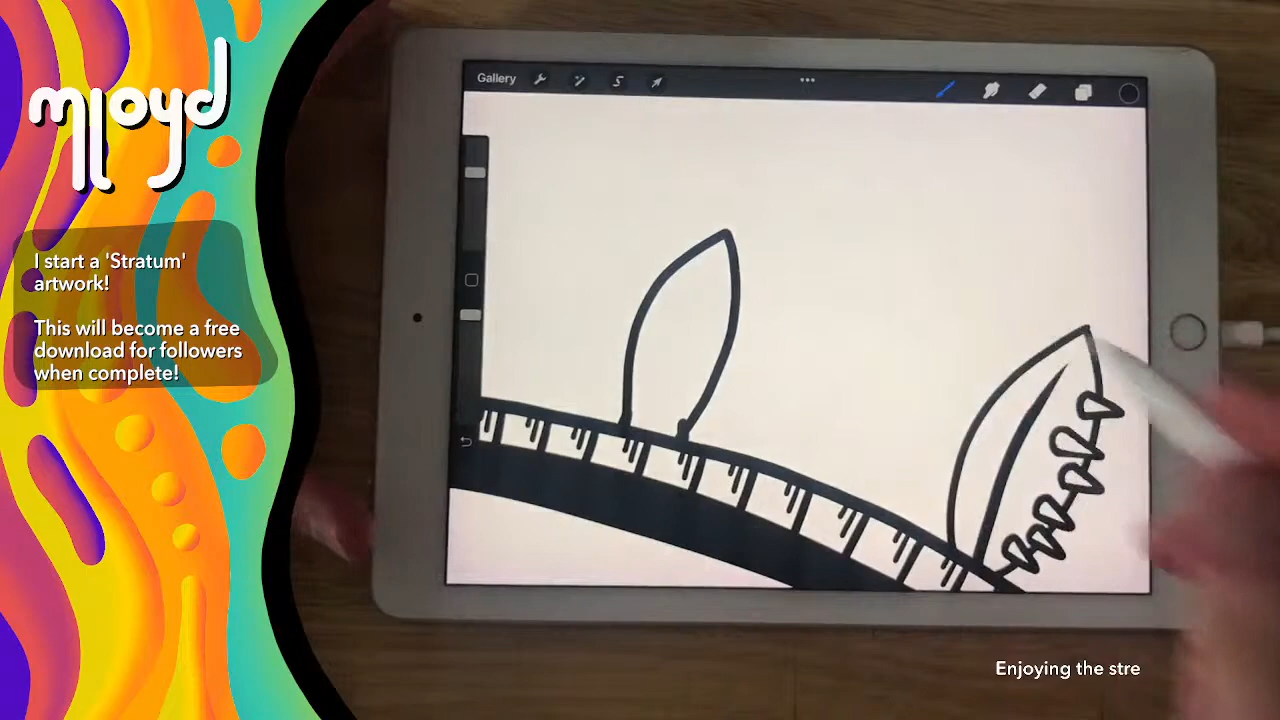 mlloyd
I start a 'Stratum'
artwork!
This will become a free
download for followers
when complete!
Gallery
Enjoying the stre